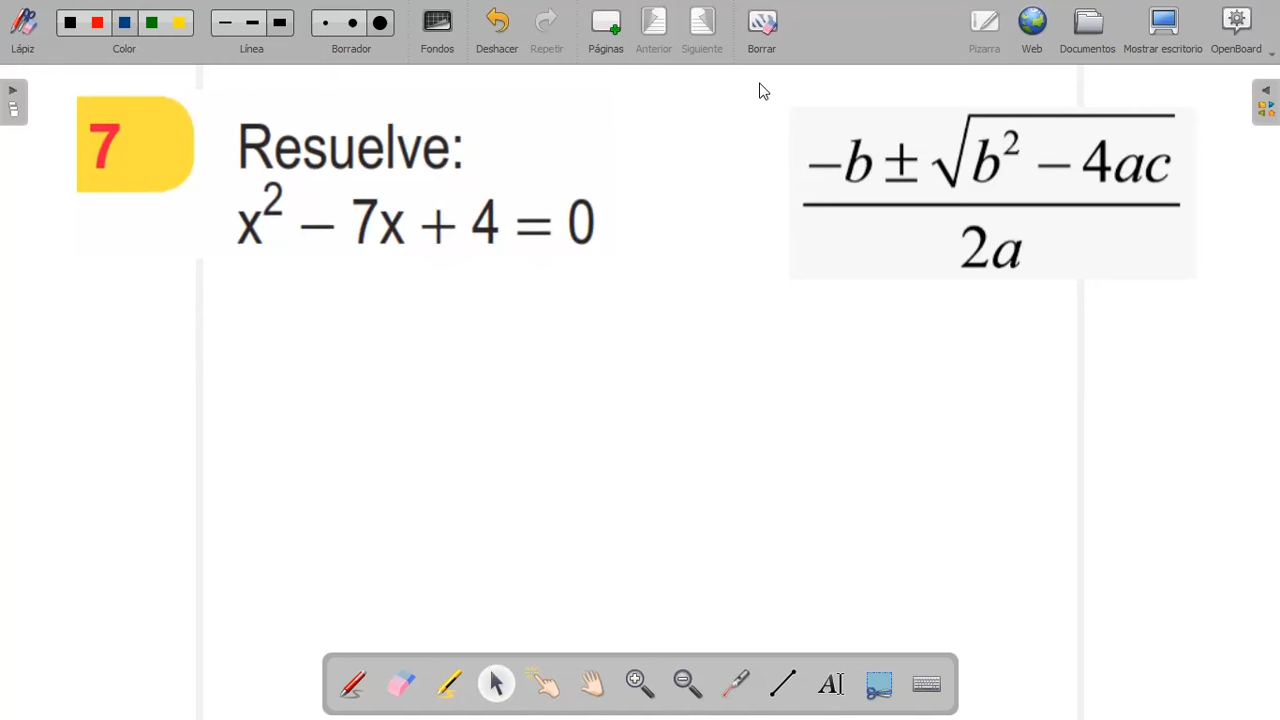 Lápiz Color Línea Borrador Fondos Deshacer Repetir Páginas Anterior Siguiente Borrar Pizarra Web Documentos Mostrar escritorio OpenBoard
7 Resuelve:
x² – 7x + 4 = 0
−b ± √b² − 4ac
2a
AI